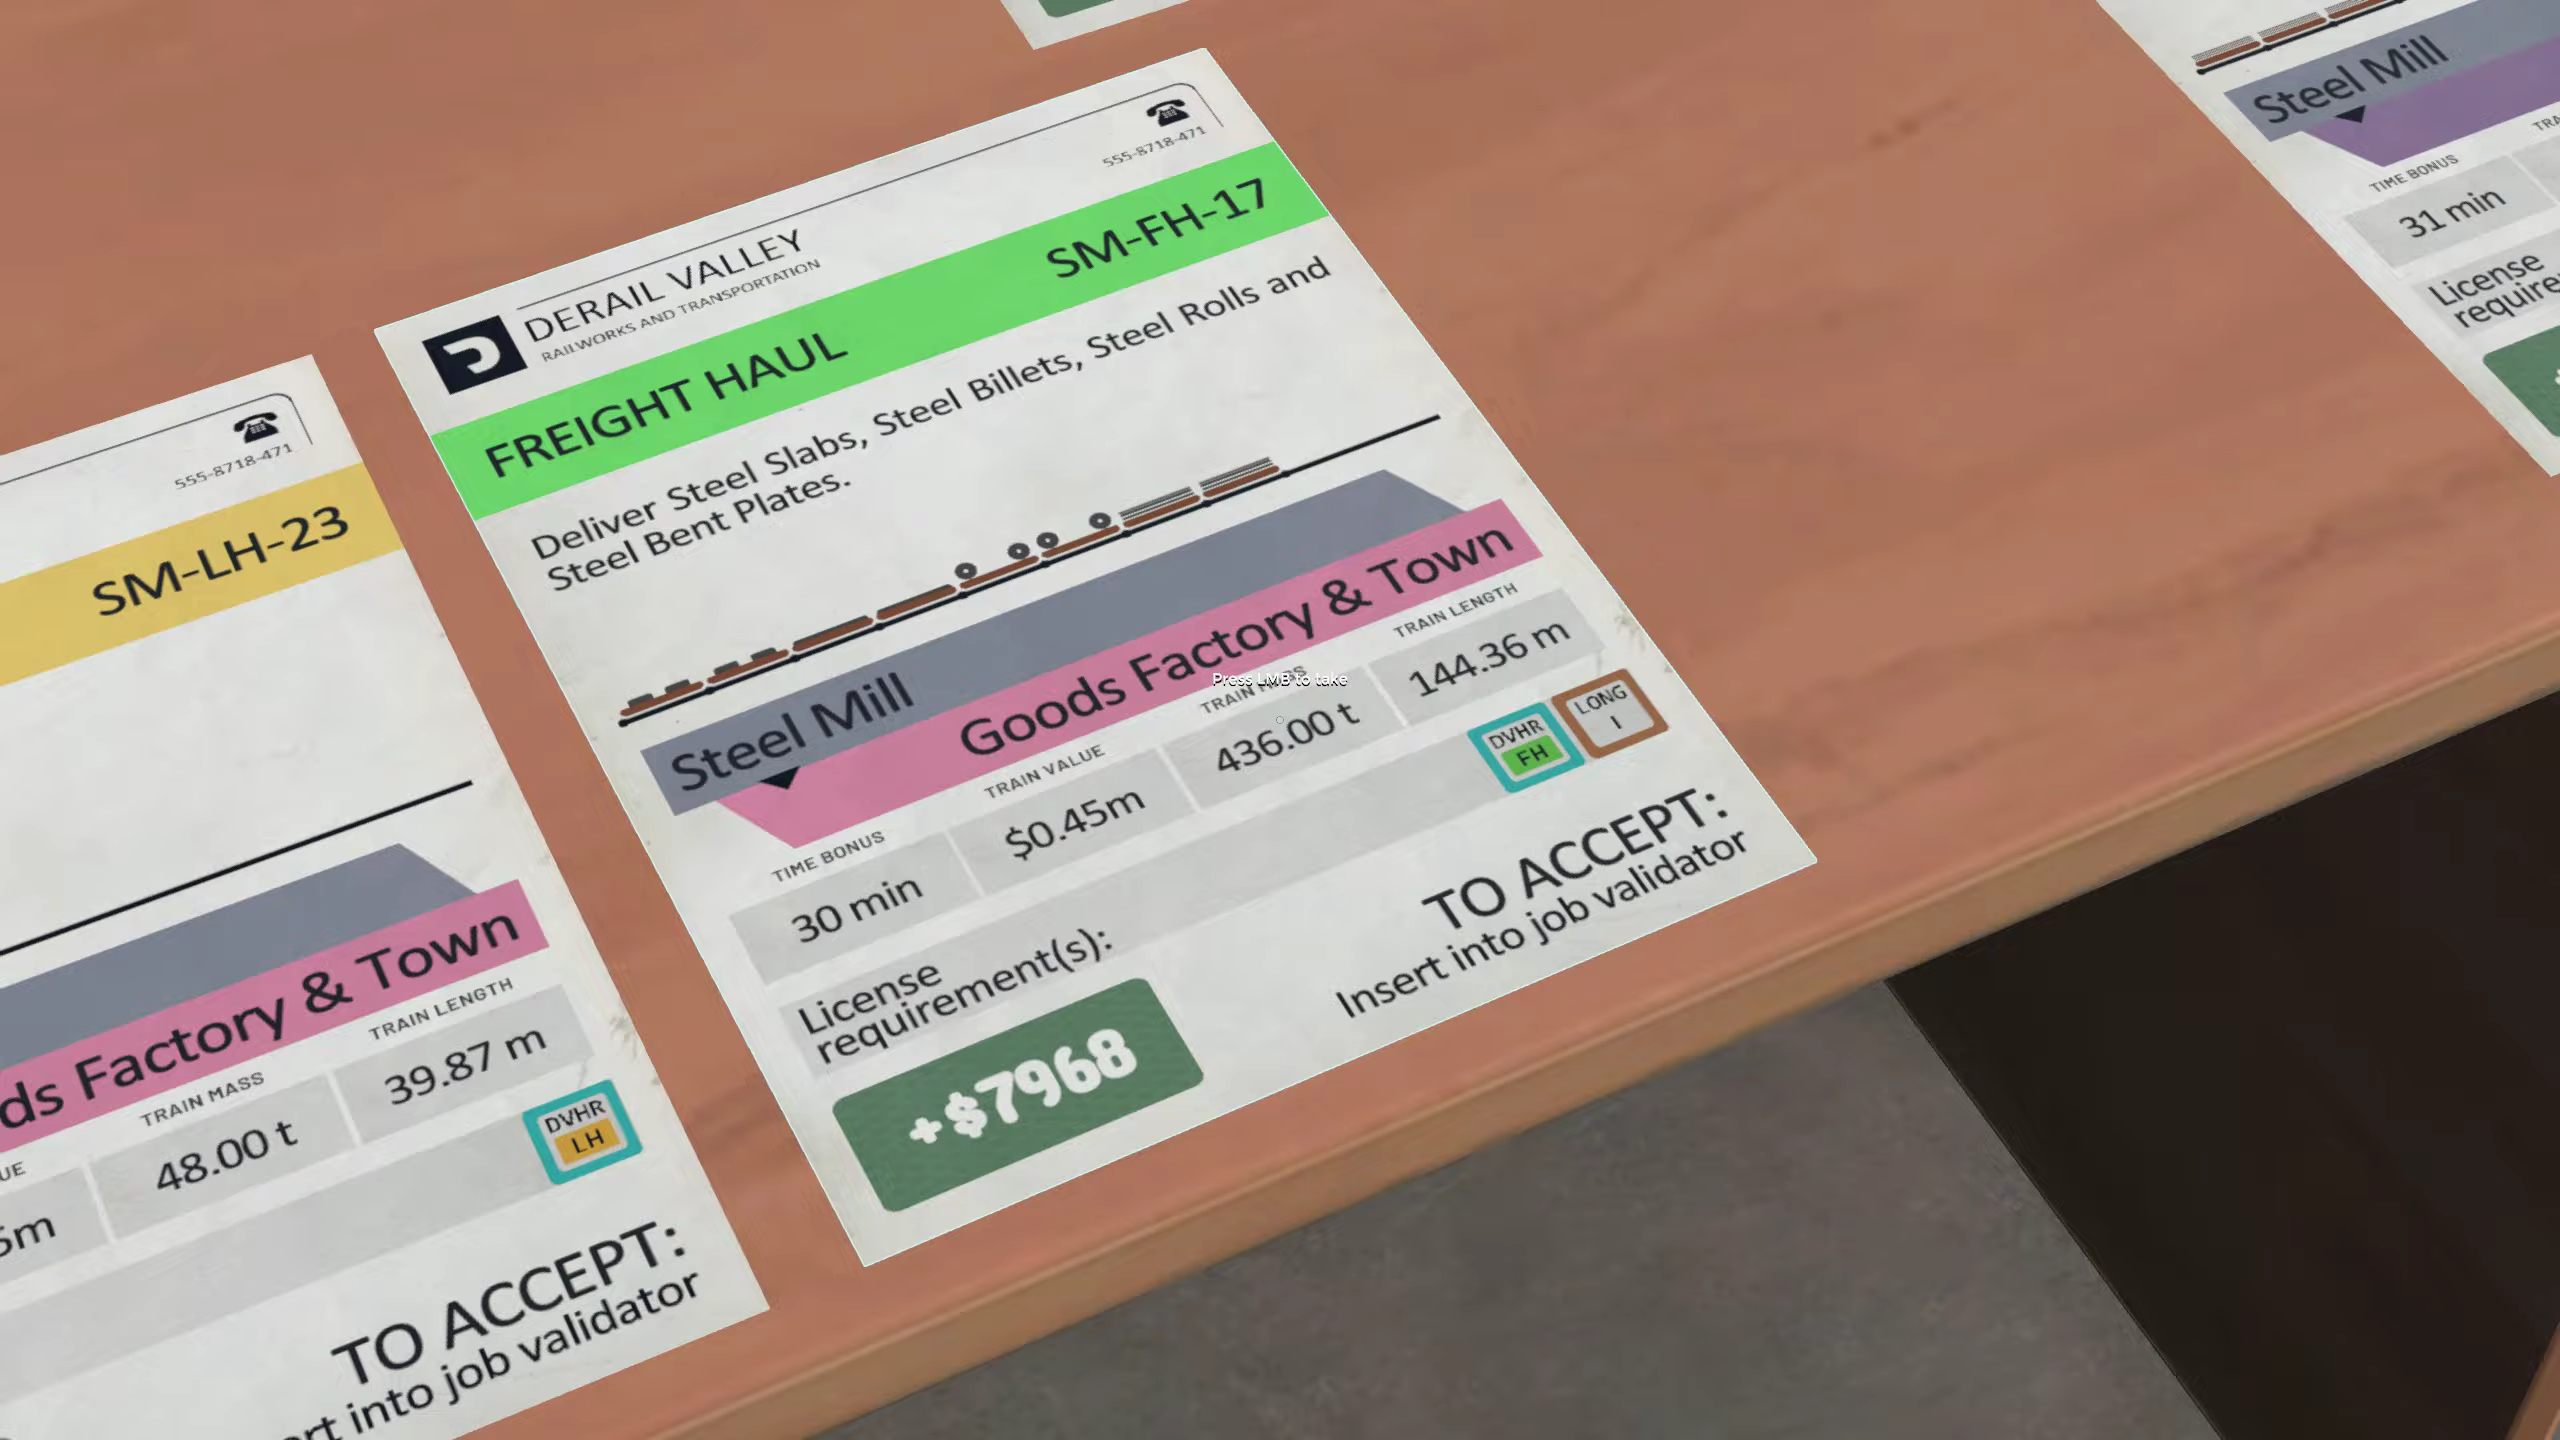 555-8718-471
SM-LH-23
Factory & Town
TRAIN MASS
TRAIN LENGTH
48.00 t
39.87 m
DVHR
LH
TO ACCEPT:
into job validator
DERAIL VALLEY
RAILWORKS AND TRANSPORTATION
555-8718-471
FREIGHT HAUL
SM-FH-17
Deliver Steel Slabs, Steel Billets, Steel Rolls and
Steel Bent Plates.
Steel Mill
Goods Factory & Town
TIME BONUS
TRAIN VALUE
TRAIN MASS
TRAIN LENGTH
30 min
$0.45m
436.00 t
144.36 m
Press LMB to take
License
requirement(s):
DVHR
FH
LONG
I
+$7968
TO ACCEPT:
Insert into job validator
Steel Mill
TIME BONUS
31 min
License